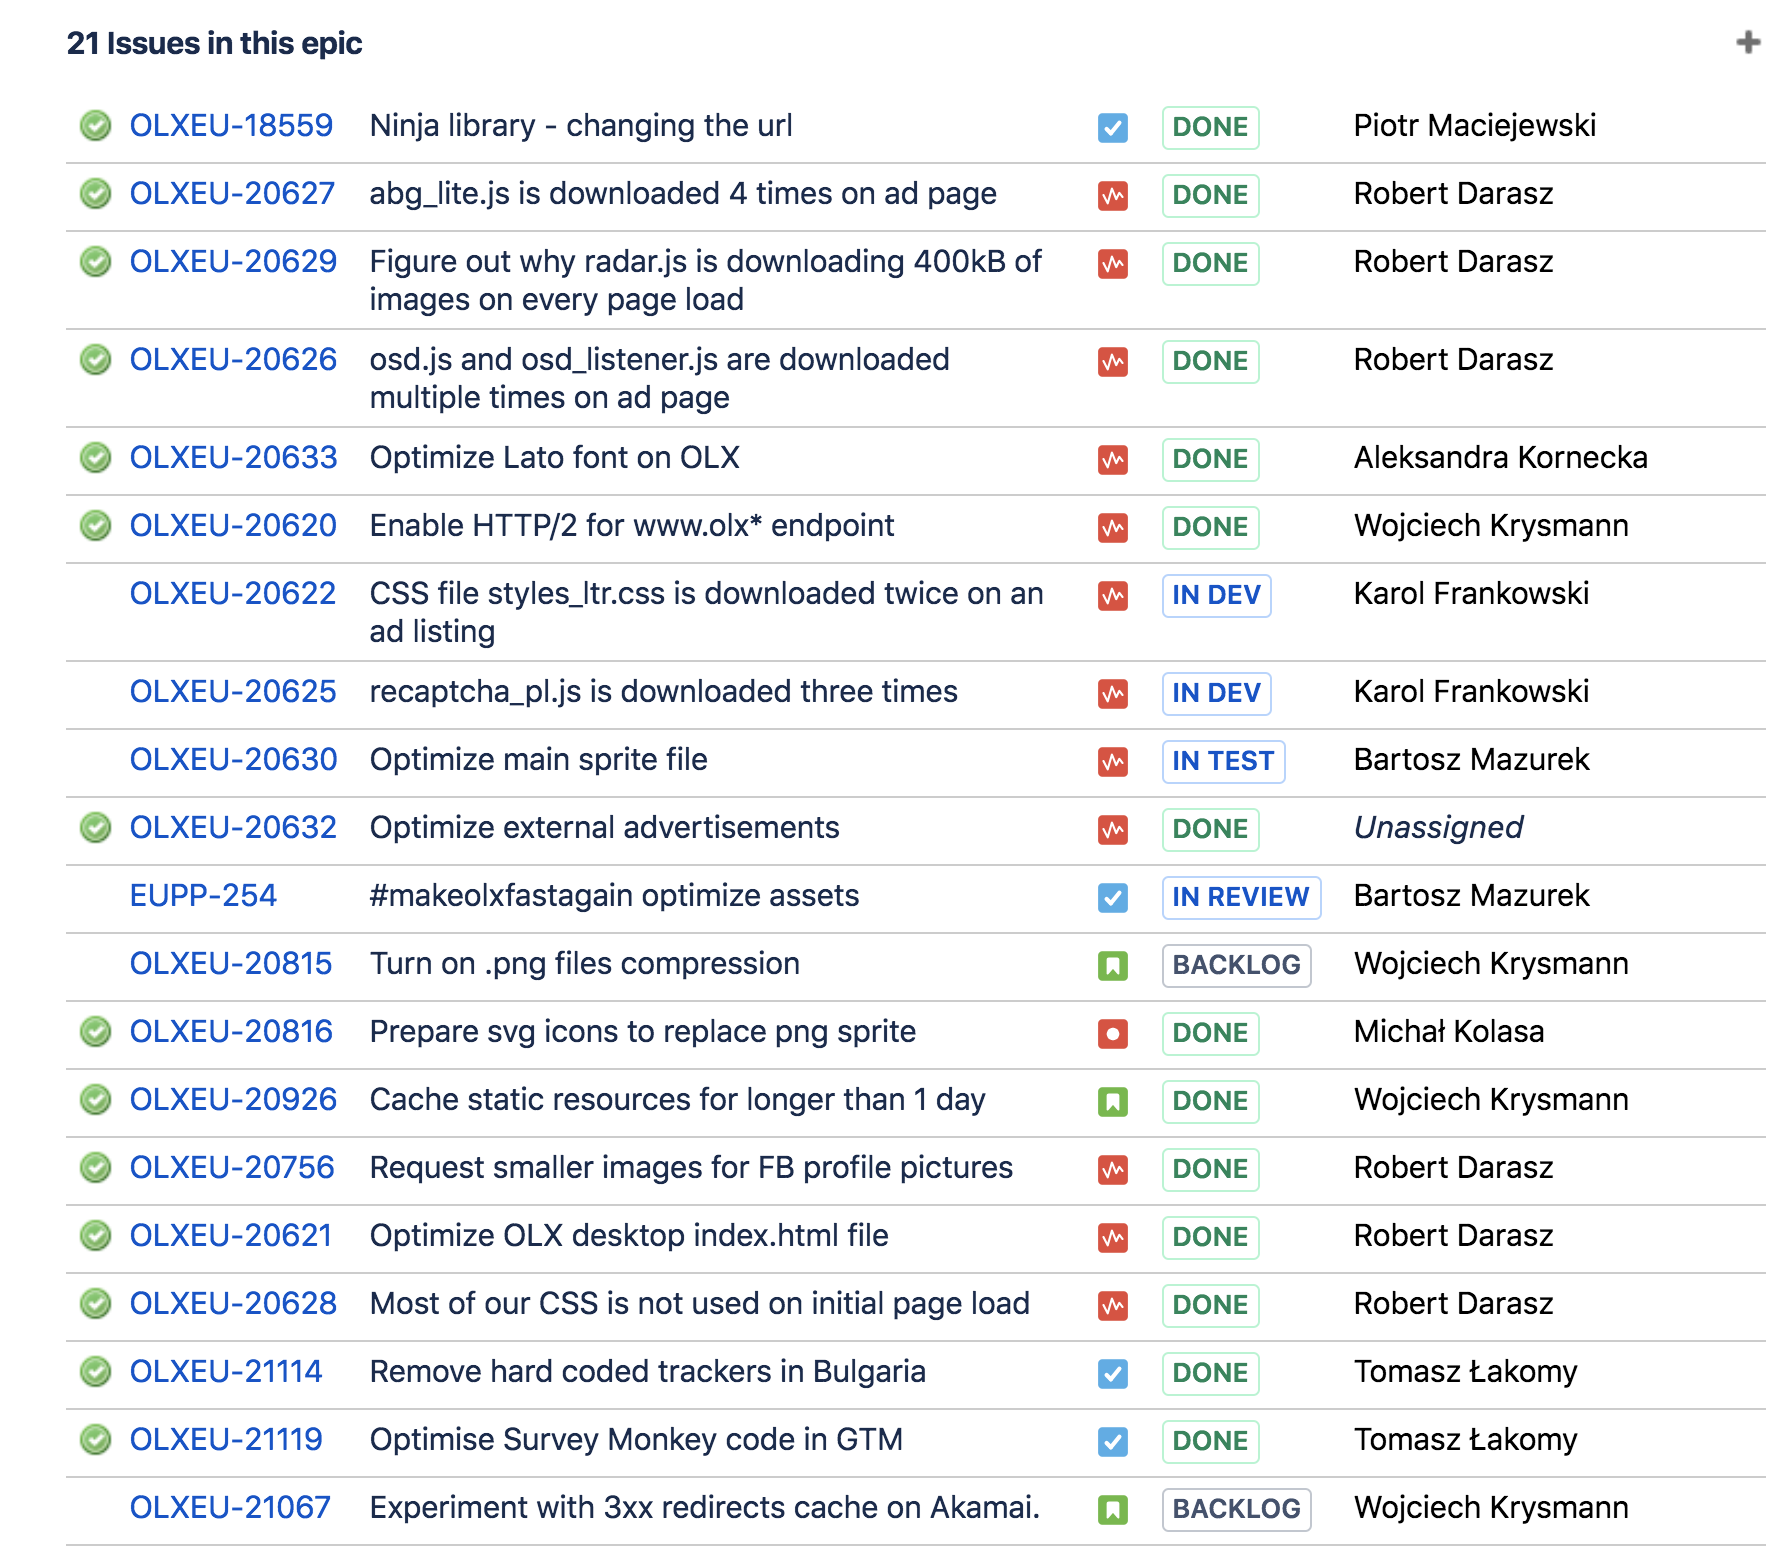 21 Issues in this epic
OLXEU-18559 Ninja library - changing the url DONE Piotr Maciejewski
OLXEU-20627 abg_lite.js is downloaded 4 times on ad page DONE Robert Darasz
OLXEU-20629 Figure out why radar.js is downloading 400kB of DONE Robert Darasz
images on every page load
OLXEU-20626 osd.js and osd_listener.js are downloaded DONE Robert Darasz
multiple times on ad page
OLXEU-20633 Optimize Lato font on OLX DONE Aleksandra Kornecka
OLXEU-20620 Enable HTTP/2 for www.olx* endpoint DONE Wojciech Krysmann
OLXEU-20622 CSS file styles_ltr.css is downloaded twice on an IN DEV Karol Frankowski
ad listing
OLXEU-20625 recaptcha_pl.js is downloaded three times IN DEV Karol Frankowski
OLXEU-20630 Optimize main sprite file IN TEST Bartosz Mazurek
OLXEU-20632 Optimize external advertisements DONE Unassigned
EUPP-254 #makeolxfastagain optimize assets IN REVIEW Bartosz Mazurek
OLXEU-20815 Turn on .png files compression BACKLOG Wojciech Krysmann
OLXEU-20816 Prepare svg icons to replace png sprite DONE Michał Kolasa
OLXEU-20926 Cache static resources for longer than 1 day DONE Wojciech Krysmann
OLXEU-20756 Request smaller images for FB profile pictures DONE Robert Darasz
OLXEU-20621 Optimize OLX desktop index.html file DONE Robert Darasz
OLXEU-20628 Most of our CSS is not used on initial page load DONE Robert Darasz
OLXEU-21114 Remove hard coded trackers in Bulgaria DONE Tomasz Łakomy
OLXEU-21119 Optimise Survey Monkey code in GTM DONE Tomasz Łakomy
OLXEU-21067 Experiment with 3xx redirects cache on Akamai. BACKLOG Wojciech Krysmann